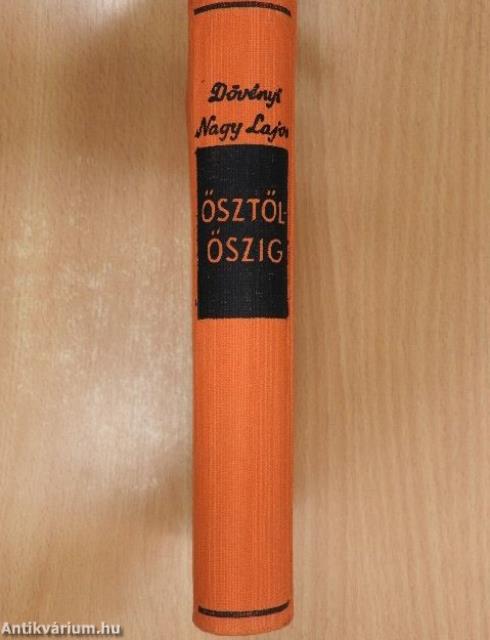 Dövényi
Nagy Lajos
ŐSZTŐL-
ŐSZIG
Antikvárium.hu